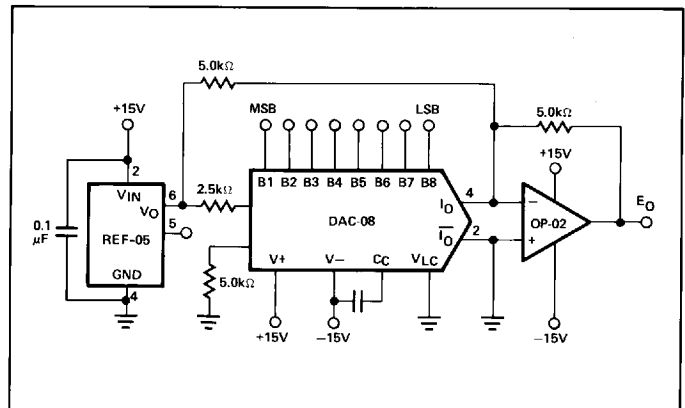 5.0kΩ
MSB
LSB
5.0kΩ
+15V
+15V
2
B1 B2 B3 B4 B5 B6 B7 B8
VIN
6
2.5kΩ
4
IO
−
EO
VO
5
DAC-08
OP-02
0.1
μF
REF-05
IO
2
+
V+
V−
CC
VLC
GND
4
5.0kΩ
+15V
−15V
−15V